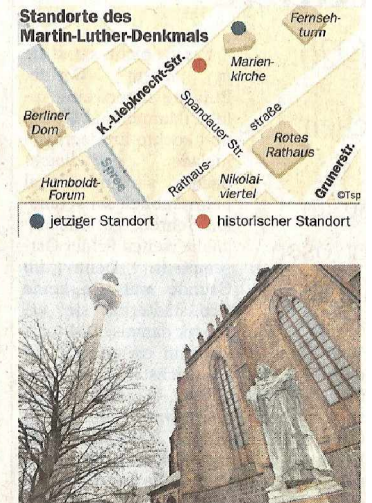 Standorte des
Martin-Luther-Denkmals
Fernseh-
turm
Marien-
kirche
K.-Liebknecht-Str.
Spandauer Str.
Berliner
Dom
Rathaus-
straße
Rotes
Rathaus
Grunerstr.
Humboldt-
Forum
Spree
Nikolai-
viertel
©Tsp
jetziger Standort
historischer Standort